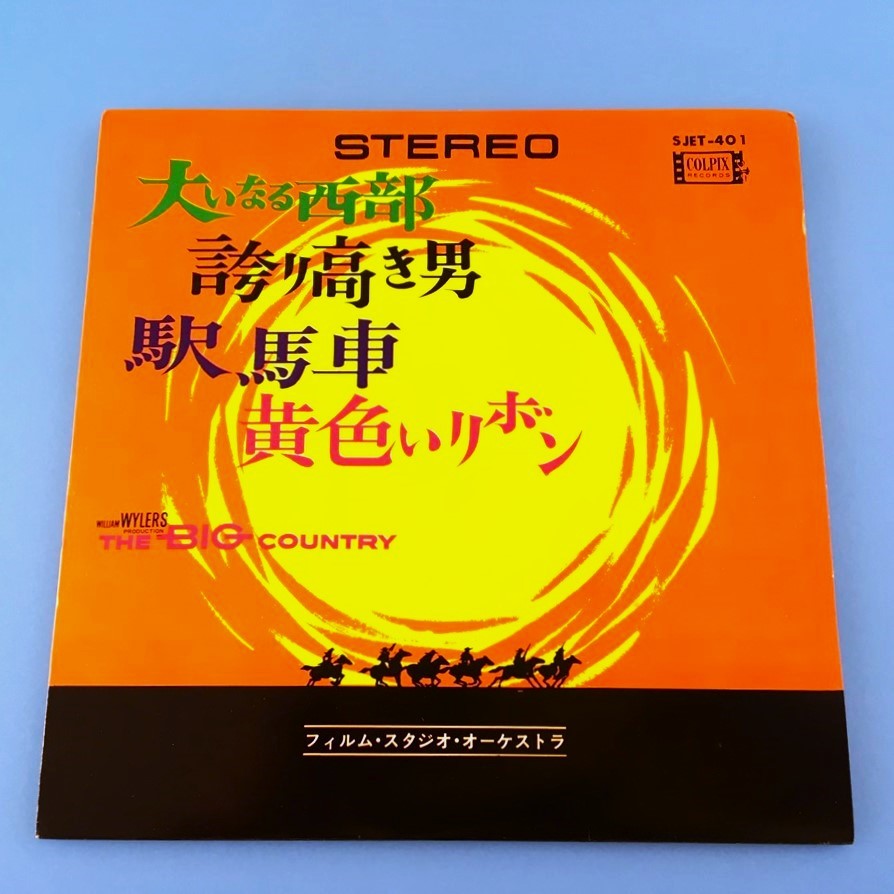 STEREO
SJET-401
COLPIX
RECORDS
大いなる西部
誇り高き男
駅馬車
黄色いリボン
WILLIAM WYLERS
PRODUCTION
THE BIG COUNTRY
フィルム・スタジオ・オーケストラ